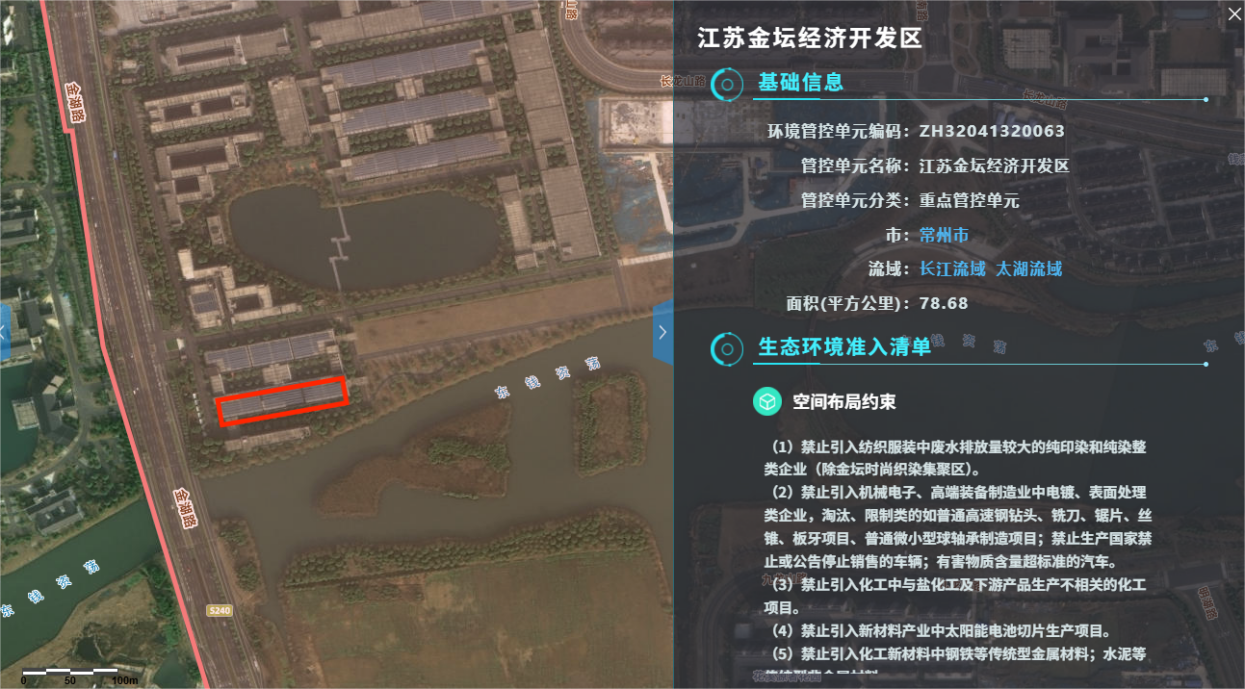 金湖路
长龙山路
东钱资荡
金湖路
东钱资荡
S240
0 50 100m
江苏金坛经济开发区
基础信息
长龙山路
环境管控单元编码：ZH32041320063
管控单元名称：江苏金坛经济开发区
管控单元分类：重点管控单元
市：常州市
流域：长江流域 太湖流域
面积(平方公里)：78.68
生态环境准入清单
空间布局约束
（1）禁止引入纺织服装中废水排放量较大的纯印染和纯染整
类企业（除金坛时尚织染集聚区）。
（2）禁止引入机械电子、高端装备制造业中电镀、表面处理
类企业，淘汰、限制类的如普通高速钢钻头、铣刀、锯片、丝
锥、板牙项目、普通微小型球轴承制造项目；禁止生产国家禁
止或公告停止销售的车辆；有害物质含量超标准的汽车。
（3）禁止引入化工中与盐化工及下游产品生产不相关的化工
项目。
（4）禁止引入新材料产业中太阳能电池切片生产项目。
（5）禁止引入化工新材料中钢铁等传统型金属材料；水泥等